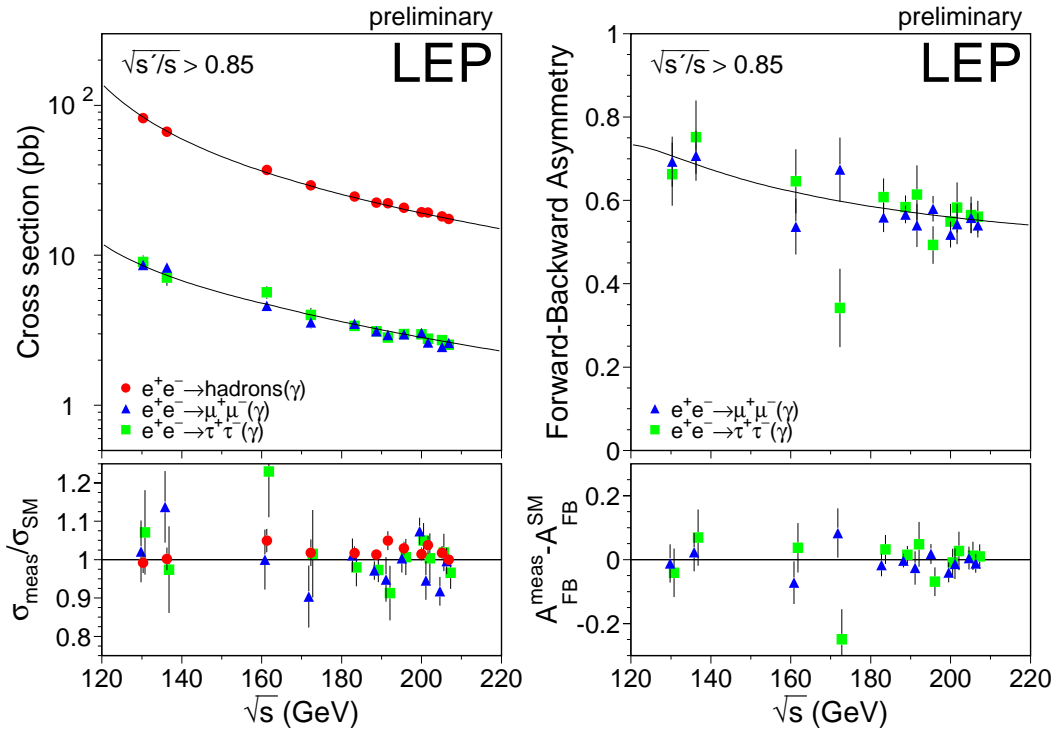 preliminary
√s´/s > 0.85
LEP
Cross section (pb)
10 2
10
1
e+e−→hadrons(γ)
e+e−→μ+μ−(γ)
e+e−→τ+τ−(γ)
σmeas/σSM
1.2
1.1
1
0.9
0.8
120 140 160 180 200 220
√s (GeV)
preliminary
√s´/s > 0.85
LEP
Forward-Backward Asymmetry
1
0.8
0.6
0.4
0.2
0
e+e−→μ+μ−(γ)
e+e−→τ+τ−(γ)
AFBmeas-AFBSM
0.2
0
-0.2
120 140 160 180 200 220
√s (GeV)